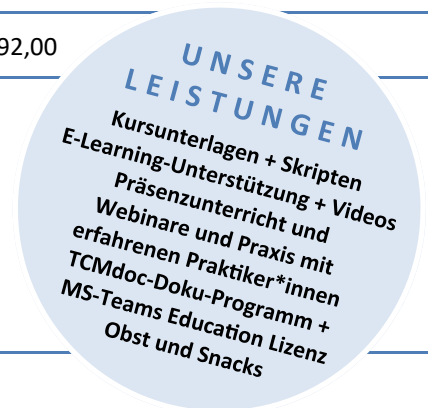 92,00
UNSERE
LEISTUNGEN
Kursunterlagen + Skripten
E-Learning-Unterstützung + Videos
Präsenzunterricht und
Webinare und Praxis mit
erfahrenen Praktiker*innen
TCMdoc-Doku-Programm +
MS-Teams Education Lizenz
Obst und Snacks